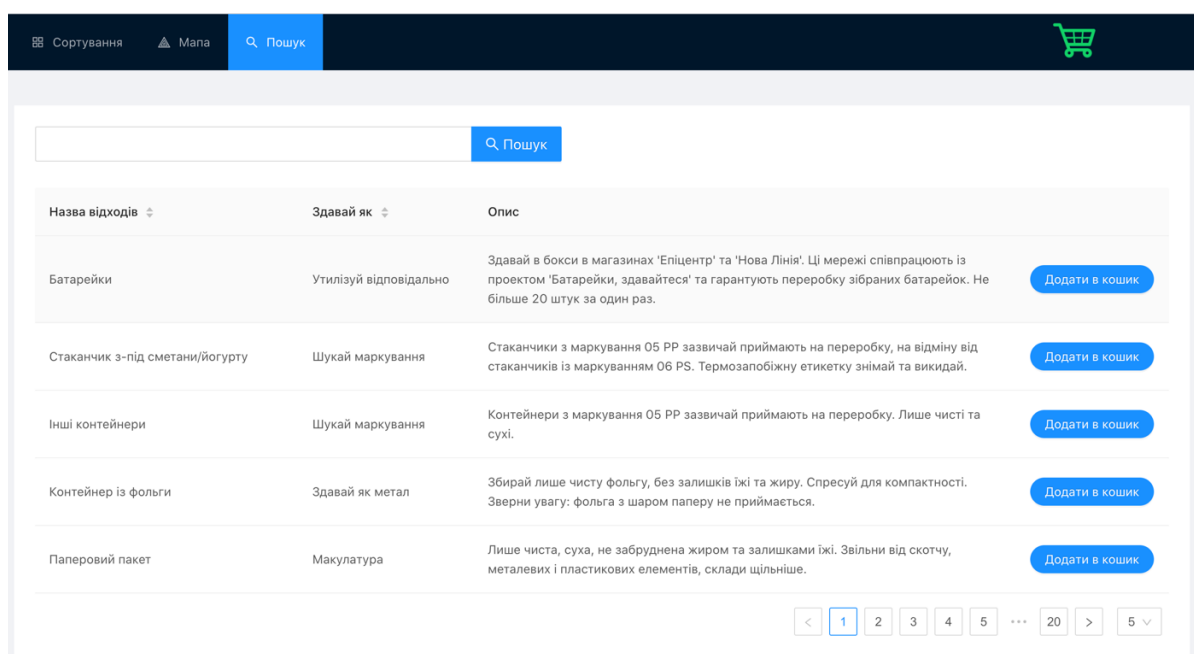 Сортування Мапа Пошук
Пошук
Назва відходів Здавай як Опис
Батарейки Утилізуй відповідально Здавай в бокси в магазинах 'Епіцентр' та 'Нова Лінія'. Ці мережі співпрацюють із
проектом 'Батарейки, здавайтеся' та гарантують переробку зібраних батарейок. Не
більше 20 штук за один раз.
Додати в кошик
Стаканчик з-під сметани/йогурту Шукай маркування Стаканчики з маркування 05 PP зазвичай приймають на переробку, на відміну від
стаканчиків із маркуванням 06 PS. Термозапобіжну етикетку знімай та викидай.
Додати в кошик
Інші контейнери Шукай маркування Контейнери з маркування 05 PP зазвичай приймають на переробку. Лише чисті та
сухі.
Додати в кошик
Контейнер із фольги Здавай як метал Збирай лише чисту фольгу, без залишків їжі та жиру. Спресуй для компактності.
Зверни увагу: фольга з шаром паперу не приймається.
Додати в кошик
Паперовий пакет Макулатура Лише чиста, суха, не забруднена жиром та залишками їжі. Звільни від скотчу,
металевих і пластикових елементів, склади щільніше.
Додати в кошик
< 1 2 3 4 5 ••• 20 > 5